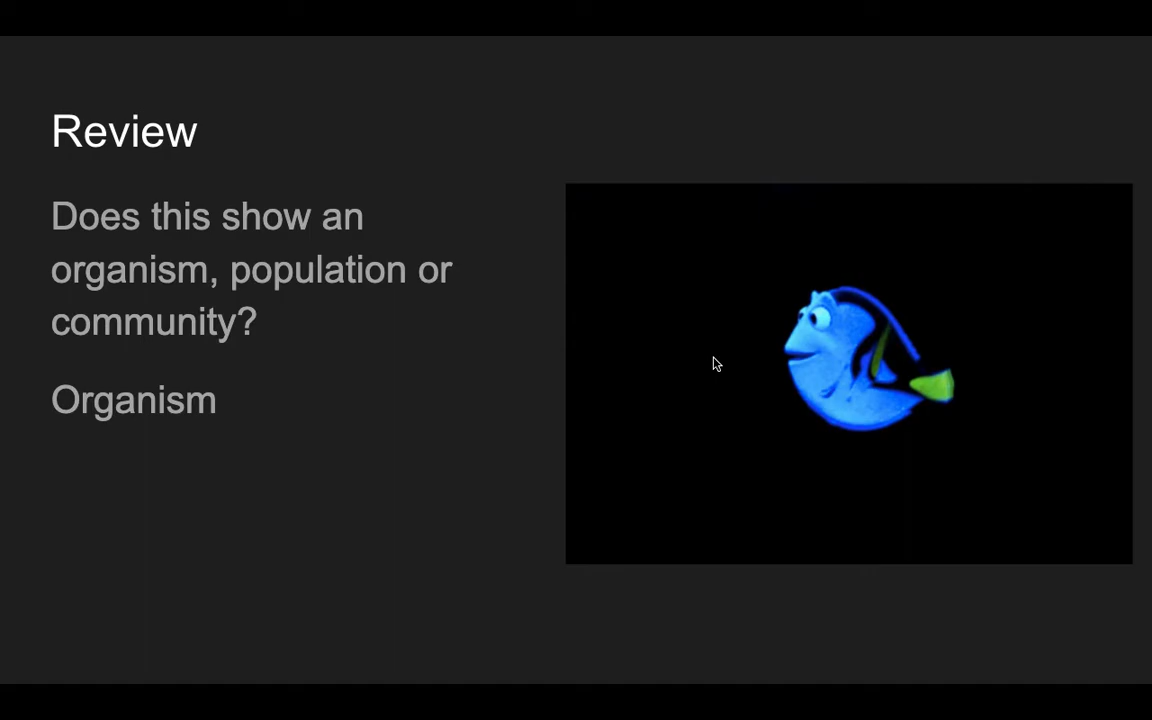 Review
Does this show an
organism, population or
community?
Organism